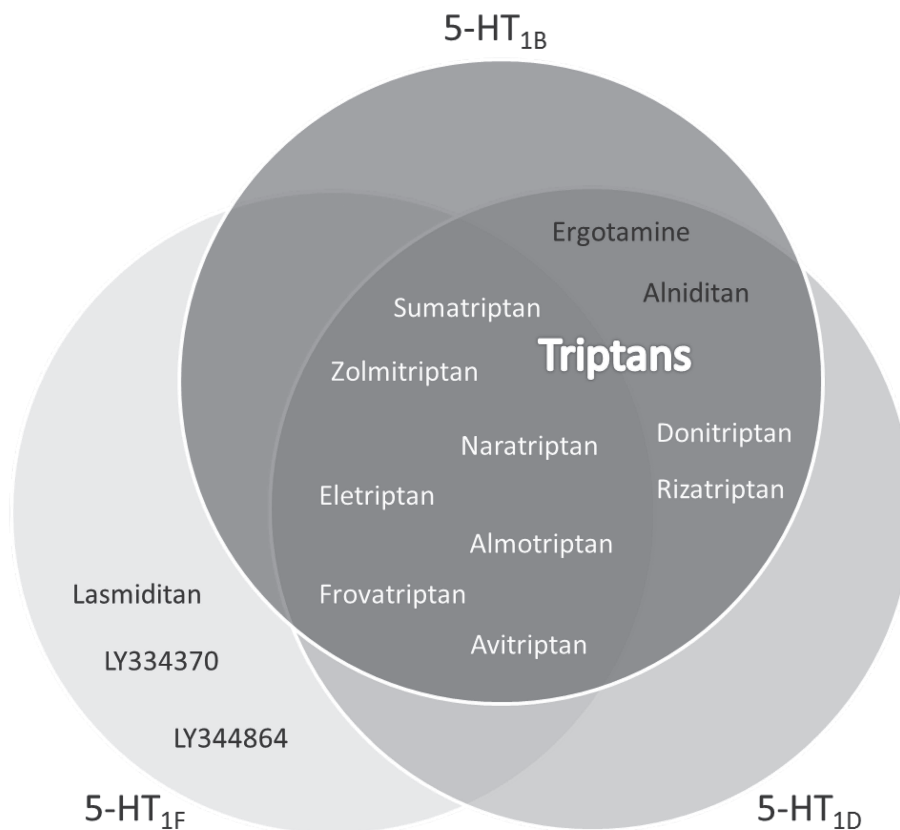 5-HT1B
Ergotamine
Alniditan
Sumatriptan
Triptans
Zolmitriptan
Donitriptan
Naratriptan
Rizatriptan
Eletriptan
Almotriptan
Lasmiditan
Frovatriptan
Avitriptan
LY334370
LY344864
5-HT1F
5-HT1D